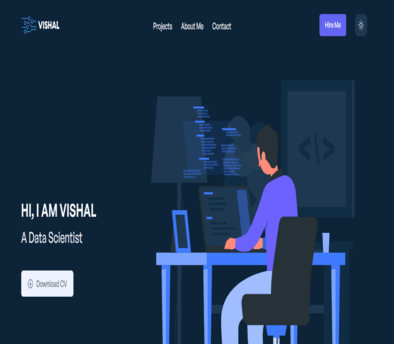 VISHAL
Projects About Me Contact
Hire Me
HI, I AM VISHAL
A Data Scientist
Download CV
</>